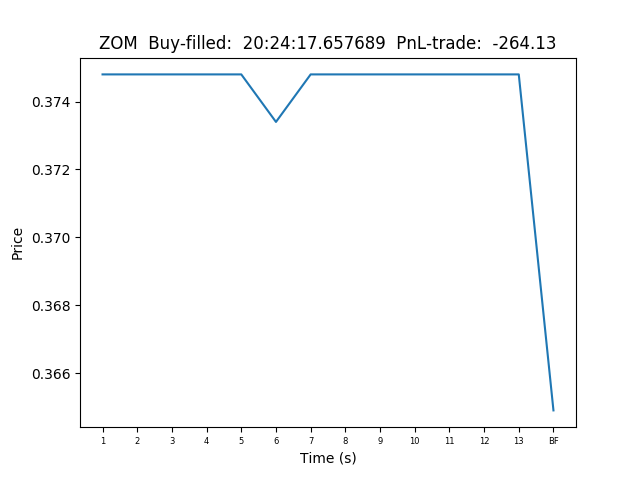 ZOM  Buy-filled:  20:24:17.657689  PnL-trade:  -264.13
0.374
0.372
0.370
0.368
0.366
Price
1 2 3 4 5 6 7 8 9 10 11 12 13 BF
Time (s)